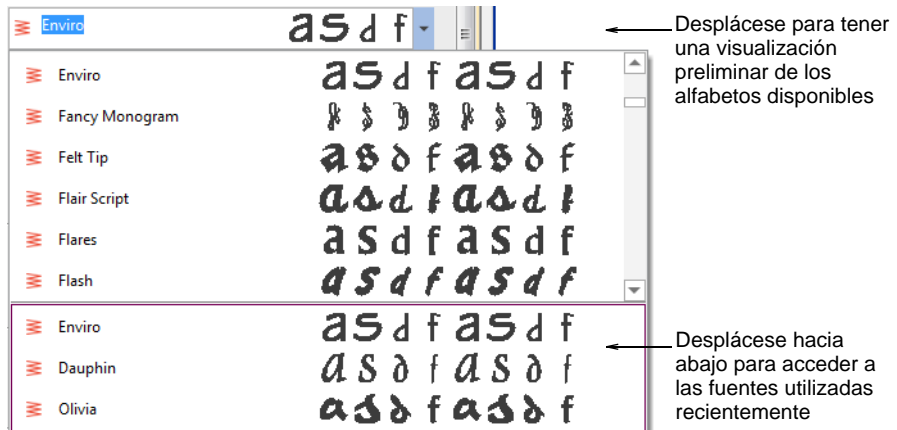 Enviro asdf
Enviro asdfasdf
Fancy Monogram
Felt Tip asdfasdf
Flair Script asdfasdf
Flares asdfasdf
Flash asdfasdf
Enviro asdfasdf
Dauphin asdfasdf
Olivia asdfasdf
Desplácese para tener
una visualización
preliminar de los
alfabetos disponibles
Desplácese hacia
abajo para acceder a
las fuentes utilizadas
recientemente